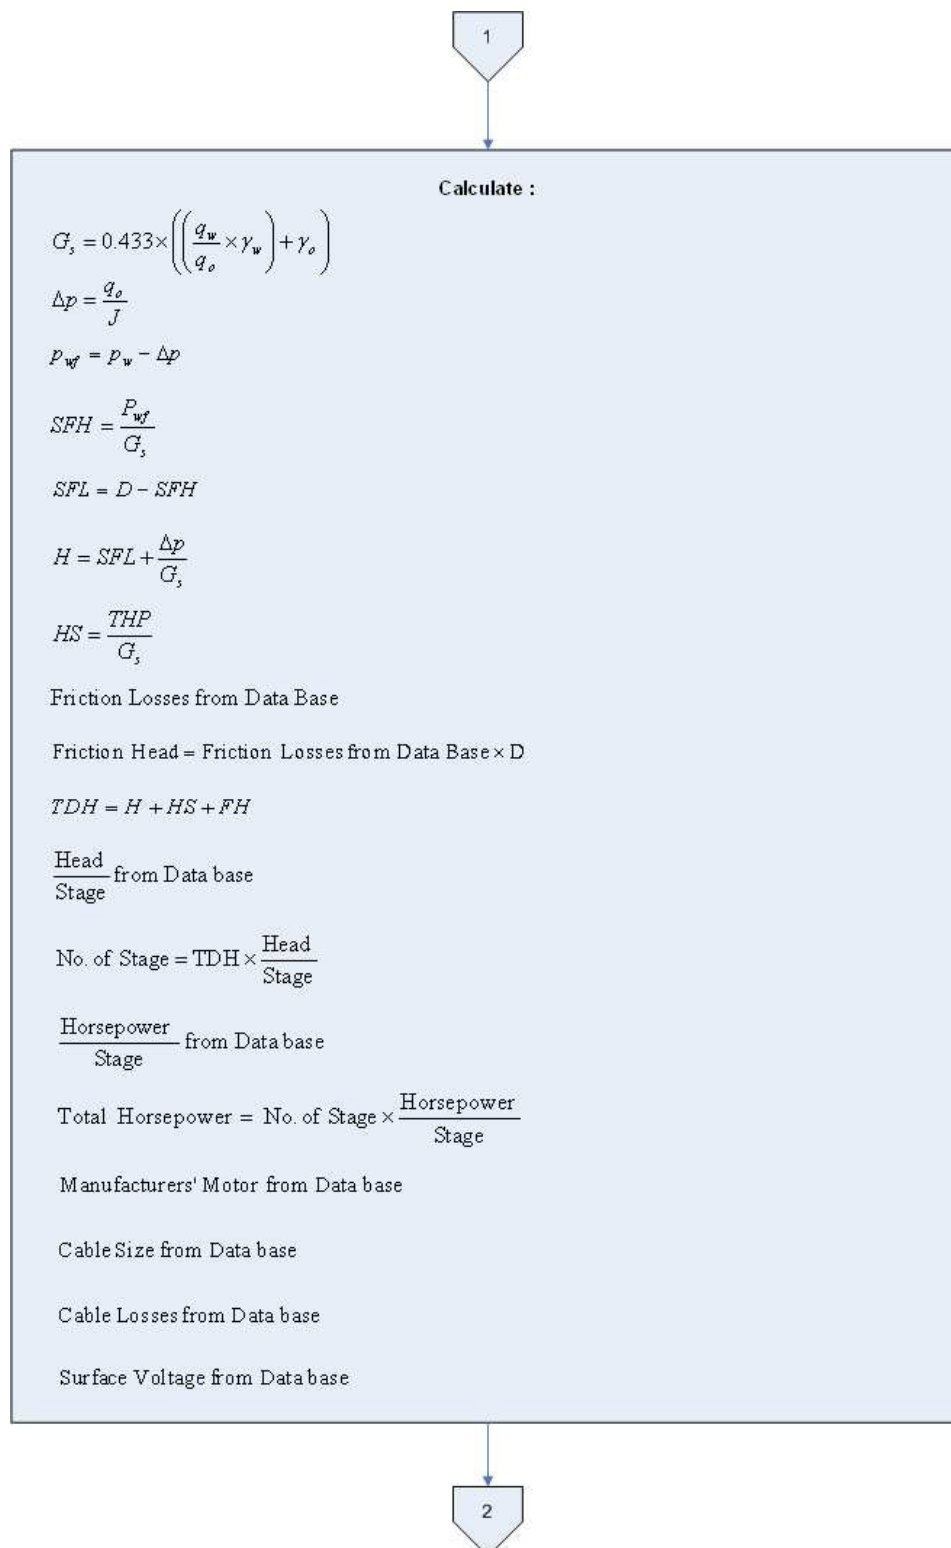 1
Calculate :
G_s = 0.433×(((q_w/q_o)×γ_w)+γ_o)
Δp = q_o/J
p_wf = p_w − Δp
SFH = P_wf/G_s
SFL = D − SFH
H = SFL + Δp/G_s
HS = THP/G_s
Friction Losses from Data Base
Friction Head = Friction Losses from Data Base × D
TDH = H + HS + FH
Head/Stage from Data base
No. of Stage = TDH × Head/Stage
Horsepower/Stage from Data base
Total Horsepower = No. of Stage × Horsepower/Stage
Manufacturers' Motor from Data base
Cable Size from Data base
Cable Losses from Data base
Surface Voltage from Data base
2